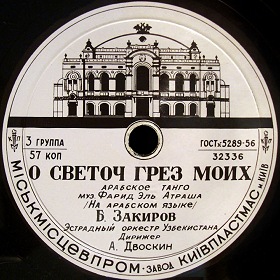 3 ГРУППА
57 КОП
ГОСТ 5289-56
32336
О СВЕТОЧ ГРЕЗ МОИХ
АРАБСКОЕ ТАНГО
муз ФАРИД ЭЛЬ АТРАША
/НА АРАБСКОМ ЯЗЫКЕ/
Б. ЗАКИРОВ
ЭСТРАДНЫЙ ОРКЕСТР УЗБЕКИСТАНА
ДИРИЖЕР
А. ДВОСКИН
МІСЬКМІСЦЕВПРОМ-ЗАВОД КИЇВПЛАСТМАС м КИЇВ